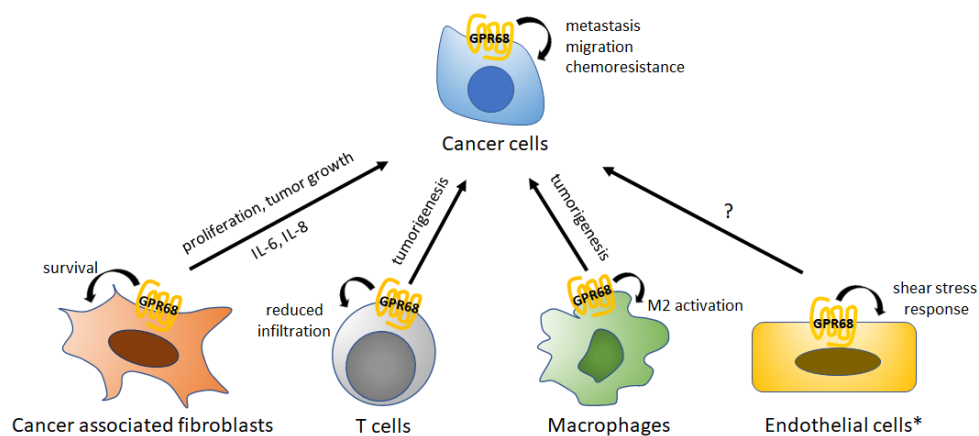 GPR68
metastasis
migration
chemoresistance
Cancer cells
proliferation, tumor growth
IL-6, IL-8
tumorigenesis
tumorigenesis
?
survival
GPR68
reduced
infiltration
GPR68
GPR68
M2 activation
GPR68
shear stress
response
Cancer associated fibroblasts
T cells
Macrophages
Endothelial cells*